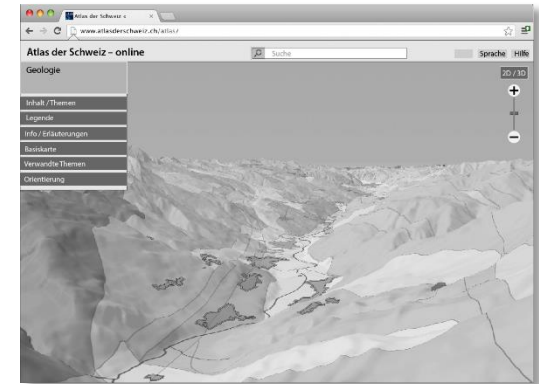 Atlas der Schweiz
www.atlasderschweiz.ch/atlas/
Atlas der Schweiz – online
Suche
Sprache Hilfe
Geologie
2D / 3D
Inhalt / Themen
Legende
Info / Erläuterungen
Basiskarte
Verwandte Themen
Orientierung